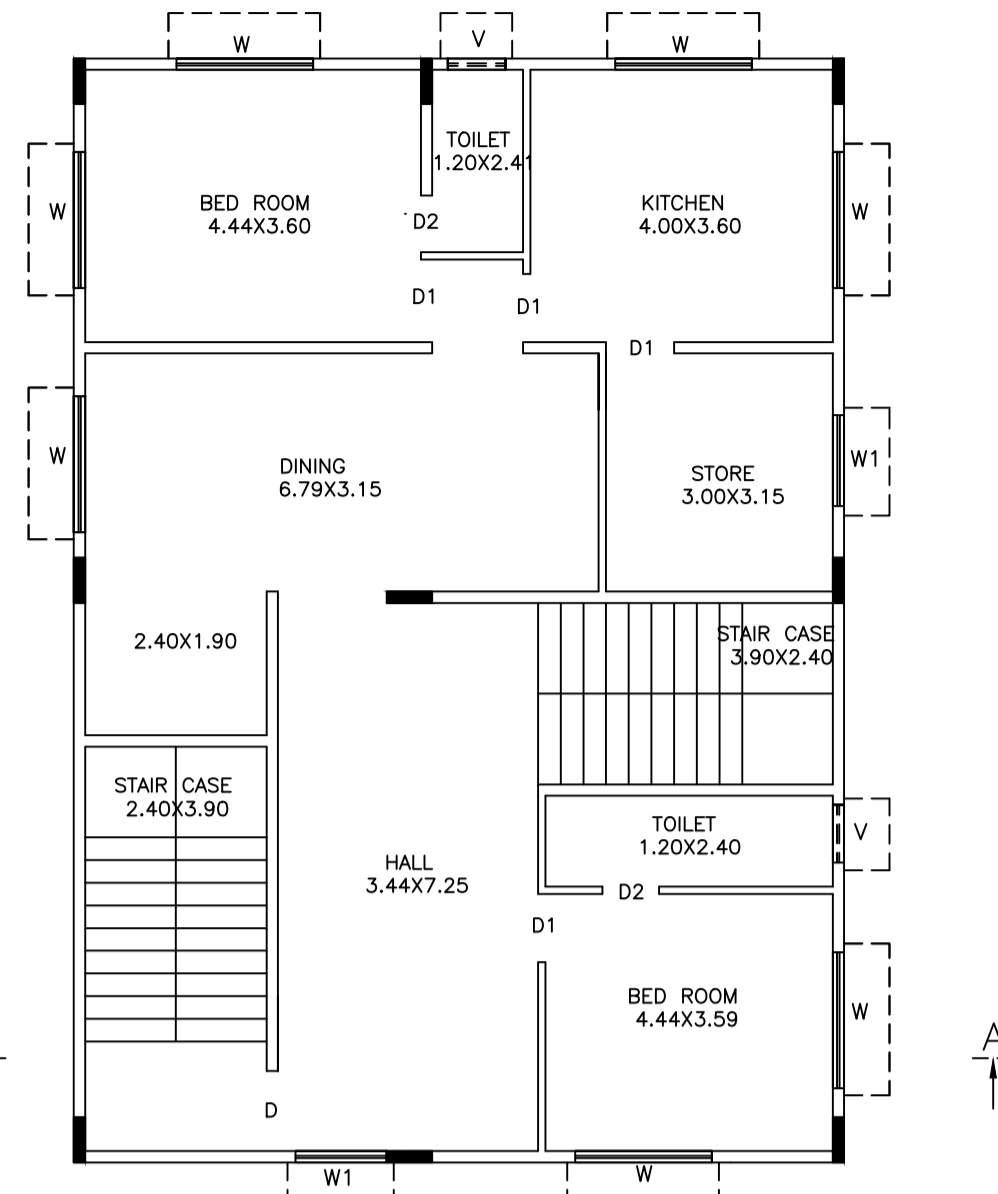 W
V
W
TOILET
1.20X2.41
W
BED ROOM
4.44X3.60
D2
KITCHEN
4.00X3.60
W
D1
D1
D1
W
DINING
6.79X3.15
STORE
3.00X3.15
W1
2.40X1.90
STAIR CASE
3.90X2.40
STAIR CASE
2.40X3.90
TOILET
1.20X2.40
V
HALL
3.44X7.25
D2
D1
BED ROOM
4.44X3.59
W
A
D
W1
W